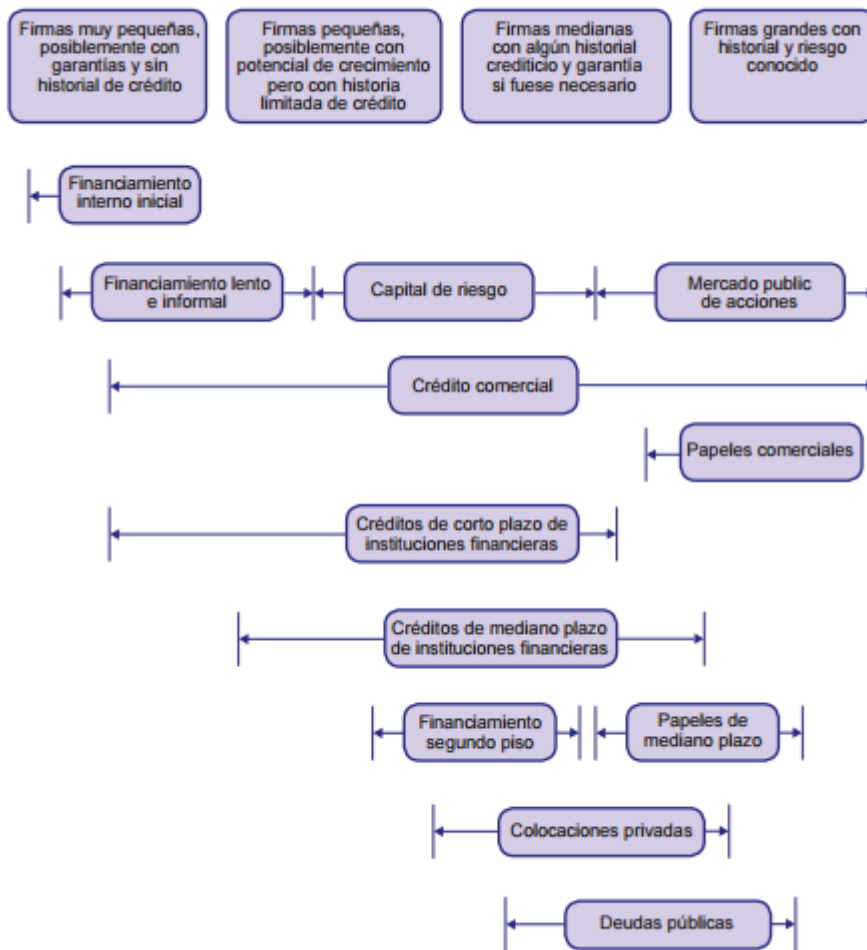 Firmas muy pequeñas,
posiblemente con
garantías y sin
historial de crédito
Firmas pequeñas,
posiblemente con
potencial de crecimiento
pero con historia
limitada de crédito
Firmas medianas
con algún historial
crediticio y garantía
si fuese necesario
Firmas grandes con
historial y riesgo
conocido
Financiamiento
interno inicial
Financiamiento lento
e informal
Capital de riesgo
Mercado public
de acciones
Crédito comercial
Papeles comerciales
Créditos de corto plazo de
instituciones financieras
Créditos de mediano plazo
de instituciones financieras
Financiamiento
segundo piso
Papeles de
mediano plazo
Colocaciones privadas
Deudas públicas